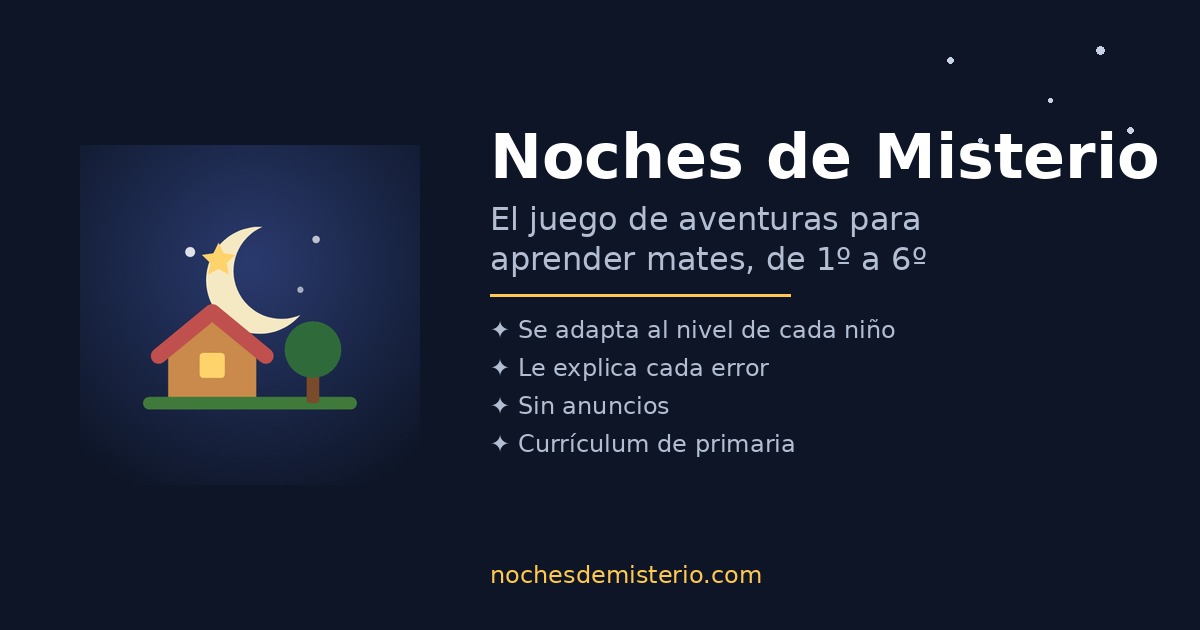 Noches de Misterio
El juego de aventuras para
aprender mates, de 1º a 6º
✦ Se adapta al nivel de cada niño
✦ Le explica cada error
✦ Sin anuncios
✦ Currículum de primaria
nochesdemisterio.com